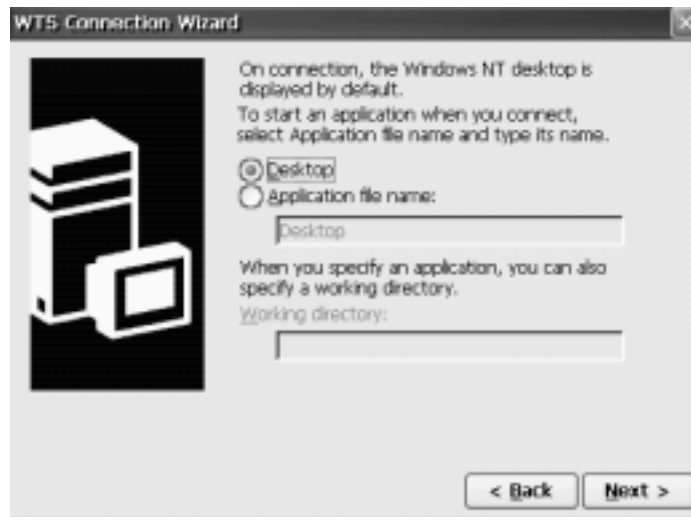 WTS Connection Wizard
On connection, the Windows NT desktop is
displayed by default.
To start an application when you connect,
select Application file name and type its name.
Desktop
Application file name:
Desktop
When you specify an application, you can also
specify a working directory.
Working directory:
< Back
Next >